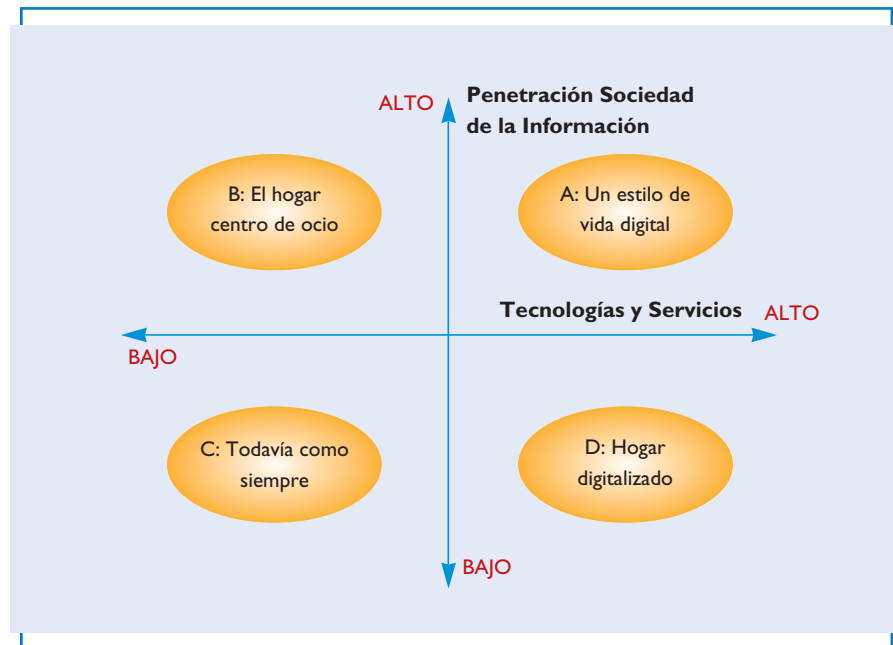 ALTO
Penetración Sociedad
de la Información
B: El hogar
centro de ocio
A: Un estilo de
vida digital
Tecnologías y Servicios
ALTO
BAJO
C: Todavía como
siempre
D: Hogar
digitalizado
BAJO